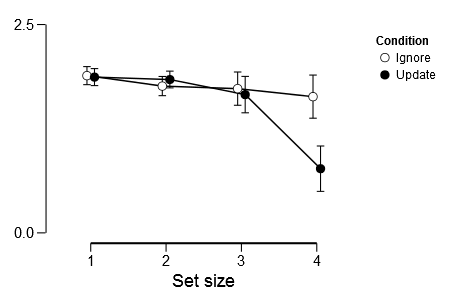 2.5
Condition
Ignore
Update
0.0
1 2 3 4
Set size